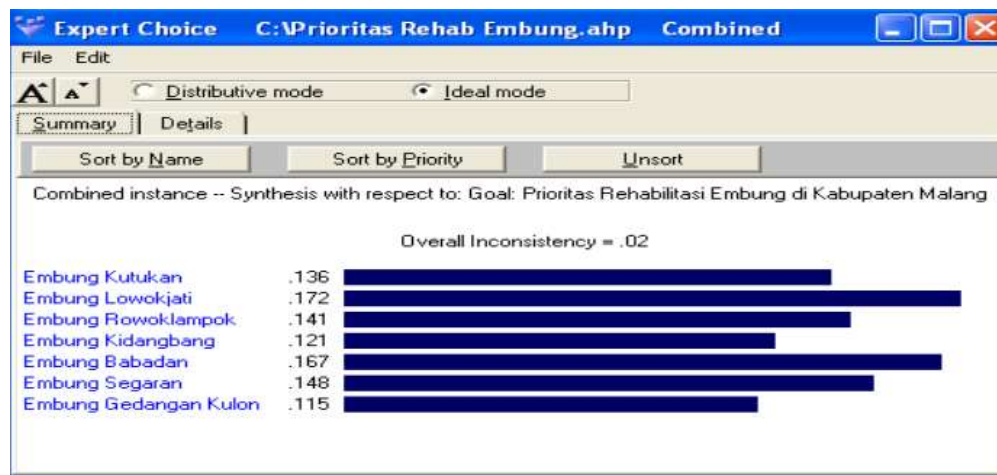 Expert Choice C:\Prioritas Rehab Embung.ahp Combined
File Edit
A A Distributive mode Ideal mode
Summary Details
Sort by Name Sort by Priority Unsort
Combined instance -- Synthesis with respect to: Goal: Prioritas Rehabilitasi Embung di Kabupaten Malang
Overall Inconsistency = .02
Embung Kutukan .136
Embung Lowokjati .172
Embung Rowoklampok .141
Embung Kidangbang .121
Embung Babadan .167
Embung Segaran .148
Embung Gedangan Kulon .115